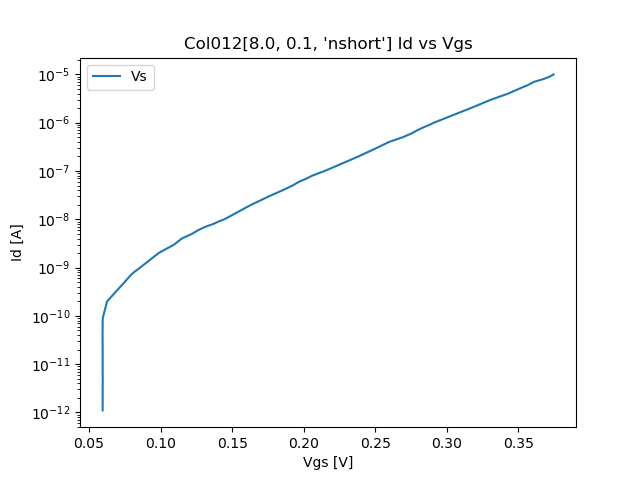 Col012[8.0, 0.1, 'nshort'] Id vs Vgs
Vs
10⁻⁵
10⁻⁶
10⁻⁷
10⁻⁸
10⁻⁹
10⁻¹⁰
10⁻¹¹
10⁻¹²
Id [A]
0.05 0.10 0.15 0.20 0.25 0.30 0.35
Vgs [V]